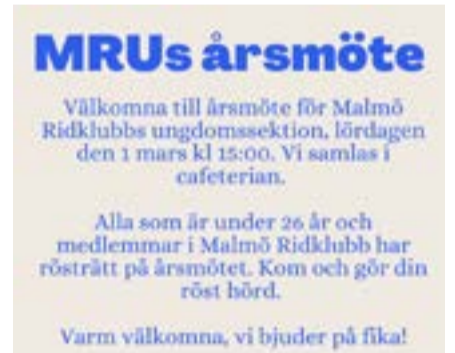 MRUs årsmöte
Välkomna till årsmöte för Malmö
Ridklubbs ungdomssektion, lördagen
den 1 mars kl 15:00. Vi samlas i
cafeterian.
Alla som är under 26 år och
medlemmar i Malmö Ridklubb har
rösträtt på årsmötet. Kom och gör din
röst hörd.
Varm välkomna, vi bjuder på fika!